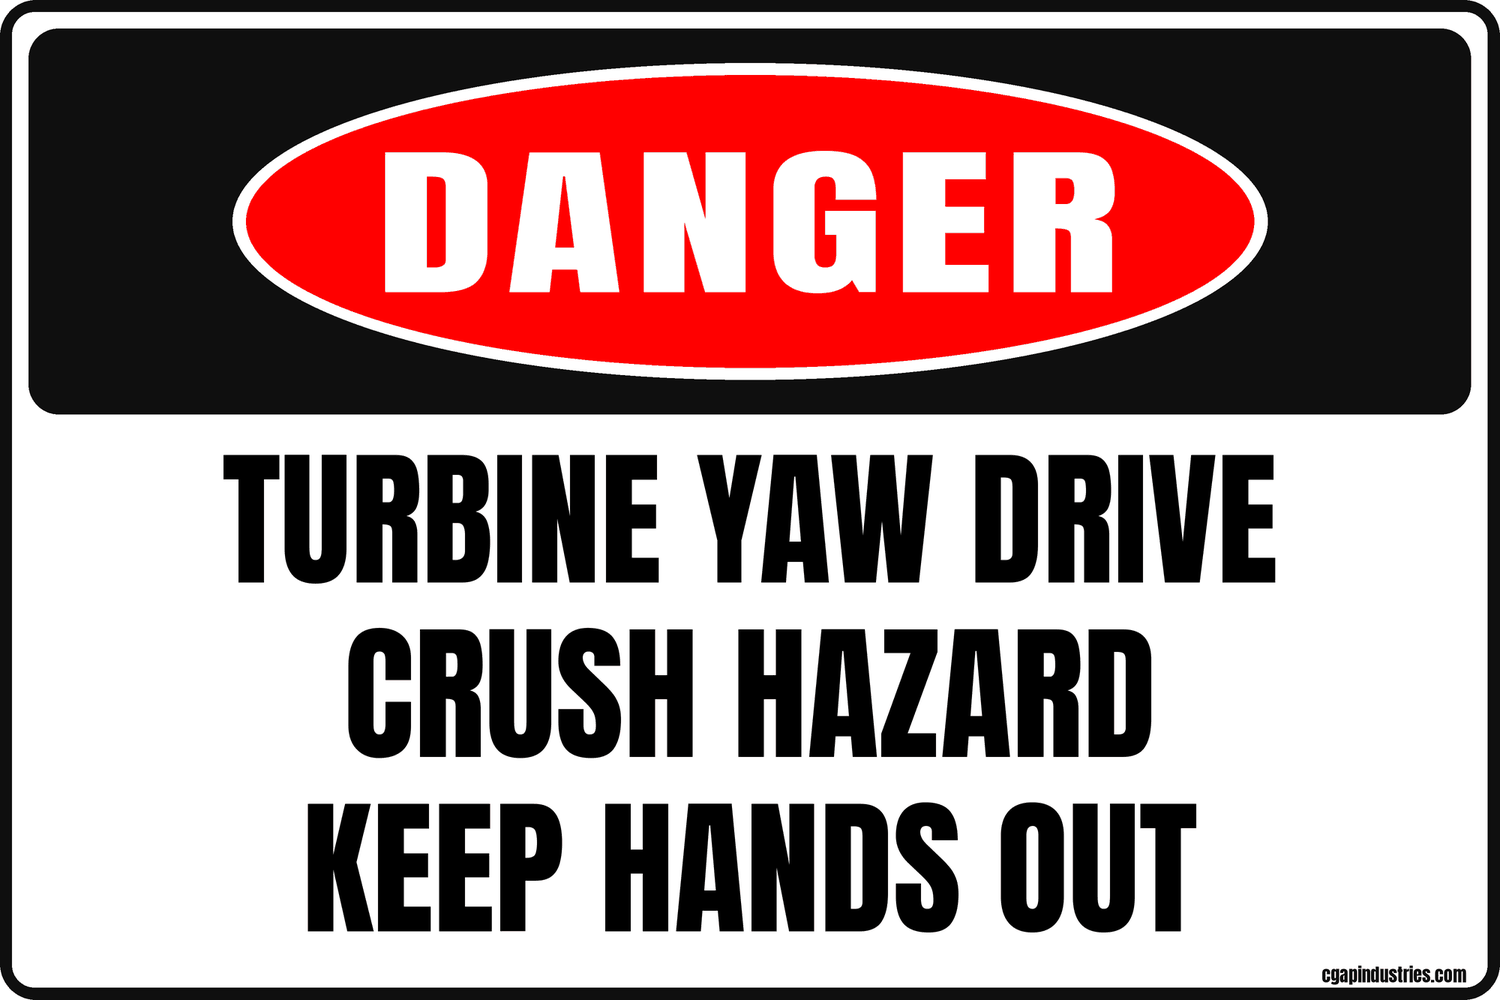 DANGER
TURBINE YAW DRIVE
CRUSH HAZARD
KEEP HANDS OUT
cgapindustries.com